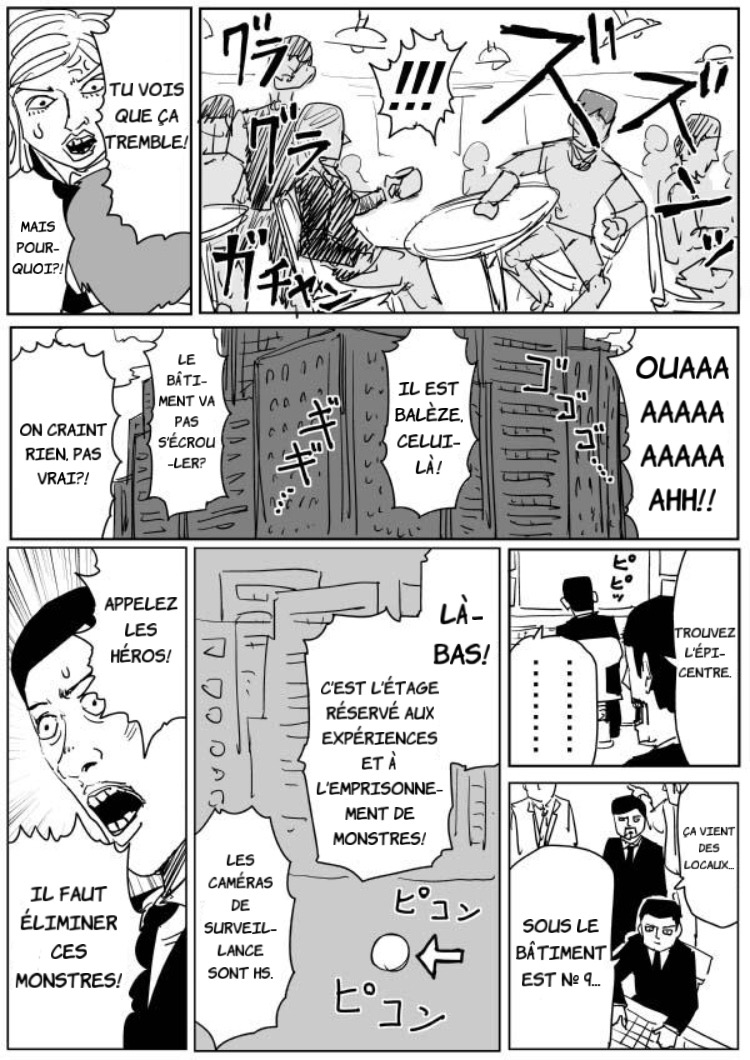 ズズ
!!!
グラ
グラ
ガチャン
TU VOIS
QUE ÇA
TREMBLE!
MAIS
POUR-
QUOI?!
OUAAA
AAAAA
AAAAA
AHH!!
ゴゴゴ……
IL EST
BALÈZE,
CELUI-
LÀ!
ギギ…
LE
BÂTI-
MENT VA
PAS
S'ÉCROU
-LER?
ON CRAINT
RIEN, PAS
VRAI?!
ピピッ
TROUVEZ
L'ÉPI-
CENTRE.
........
ÇA VIENT
DES
LOCAUX...
SOUS LE
BÂTIMENT
EST № 9...
LÀ-
BAS!
C'EST L'ÉTAGE
RÉSERVÉ AUX
EXPÉRIENCES
ET À
L'EMPRISONNE-
MENT DE
MONSTRES!
LES
CAMÉRAS
DE
SURVEIL-
LANCE
SONT HS.
ピコン
ピコン
APPELEZ
LES
HÉROS!
IL FAUT
ÉLIMINER
CES
MONSTRES!